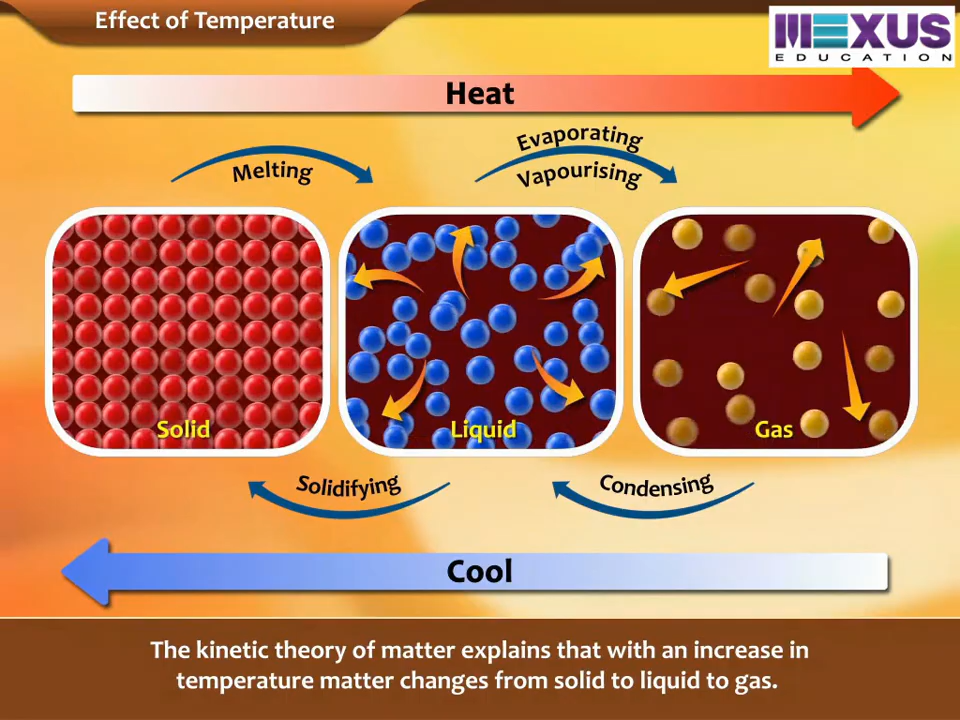 Effect of Temperature
MEXUS
EDUCATION
Heat
Melting
Evaporating
Vapourising
Solid
Liquid
Gas
Solidifying
Condensing
Cool
The kinetic theory of matter explains that with an increase in
temperature matter changes from solid to liquid to gas.